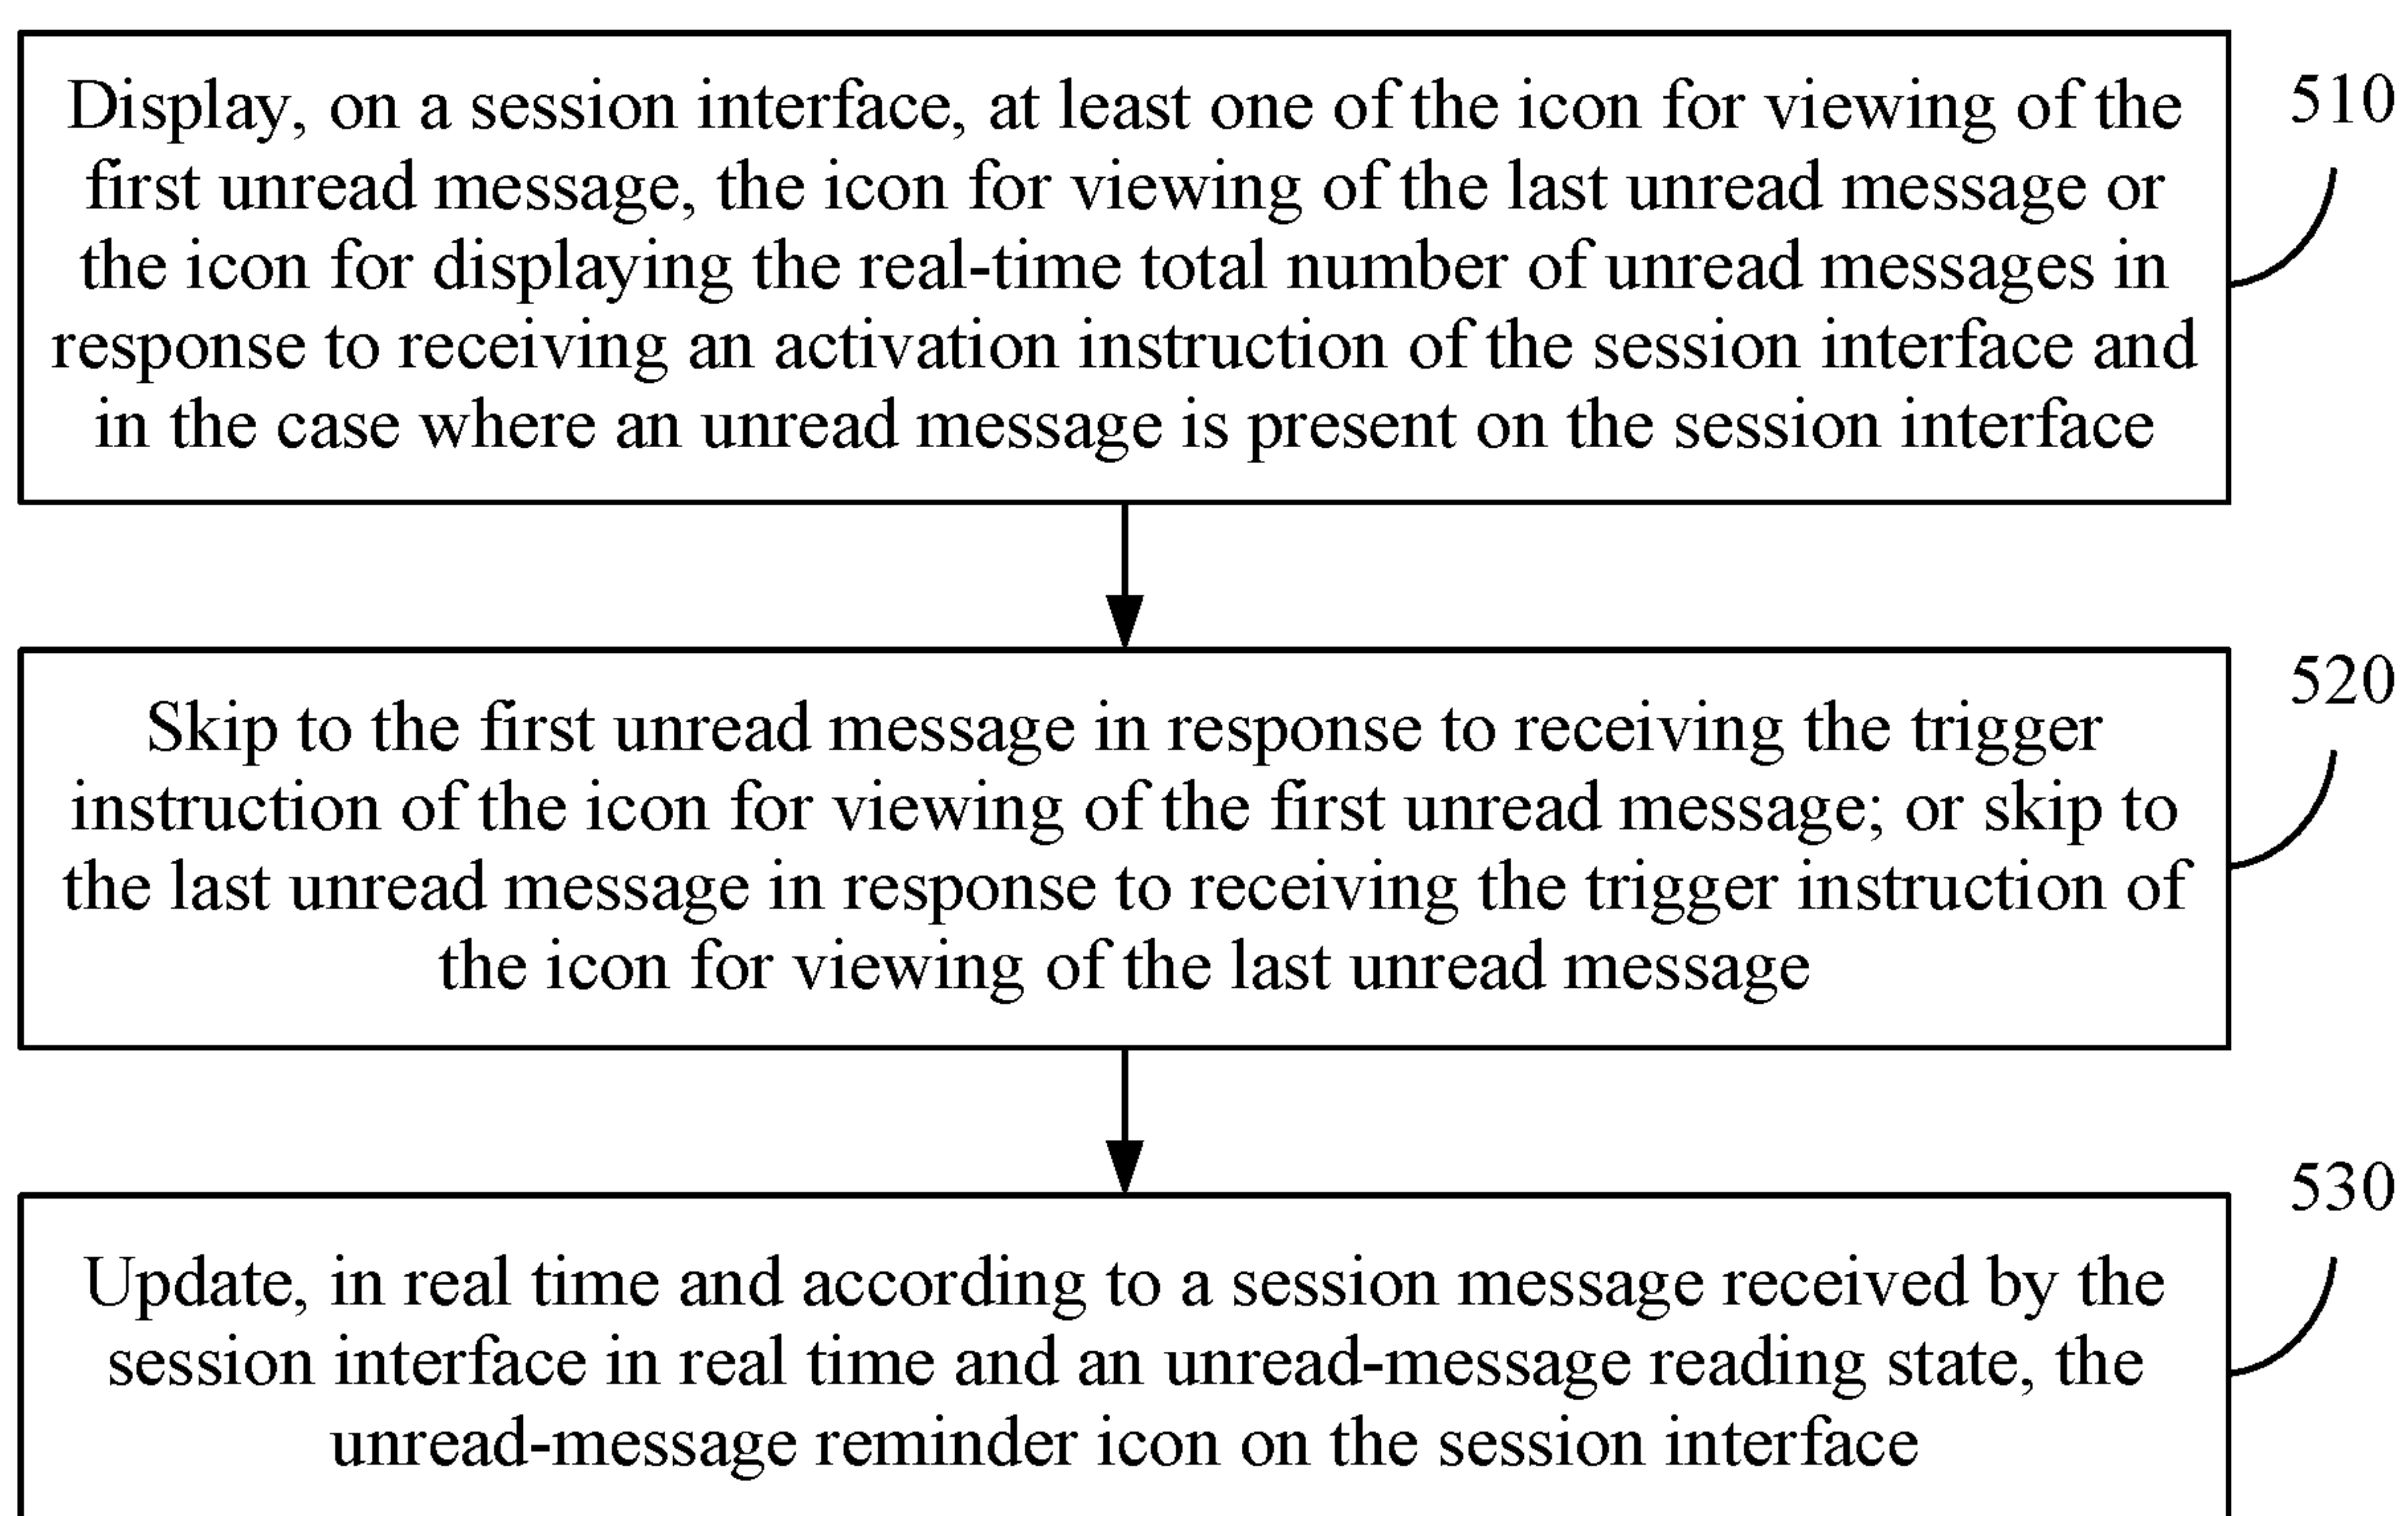 Display, on a session interface, at least one of the icon for viewing of the
first unread message, the icon for viewing of the last unread message or
the icon for displaying the real-time total number of unread messages in
response to receiving an activation instruction of the session interface and
in the case where an unread message is present on the session interface
510
Skip to the first unread message in response to receiving the trigger
instruction of the icon for viewing of the first unread message; or skip to
the last unread message in response to receiving the trigger instruction of
the icon for viewing of the last unread message
520
Update, in real time and according to a session message received by the
session interface in real time and an unread-message reading state, the
unread-message reminder icon on the session interface
530